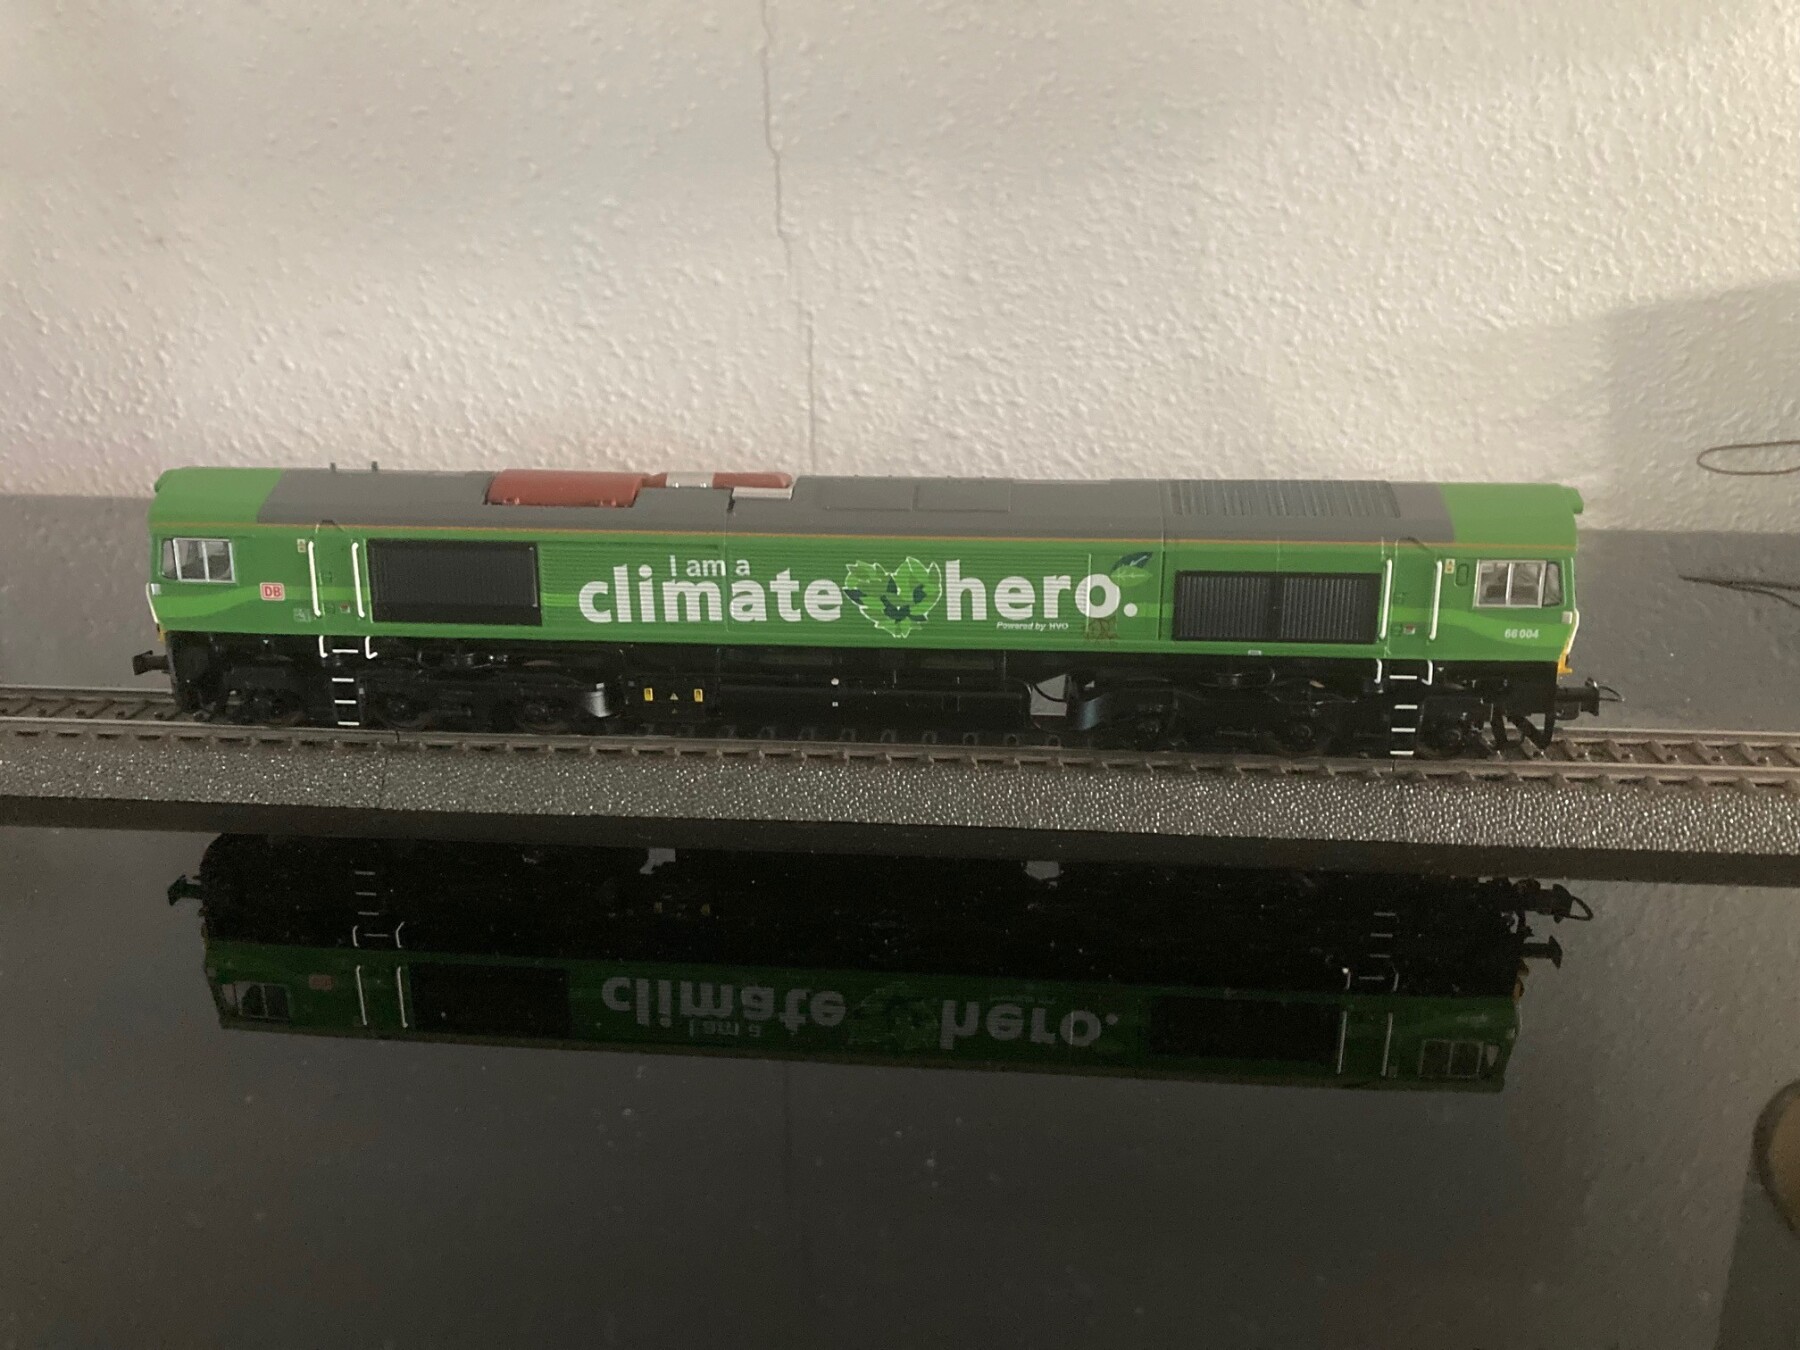 I am a
climate hero.
Powered by HVO
DB
66 004